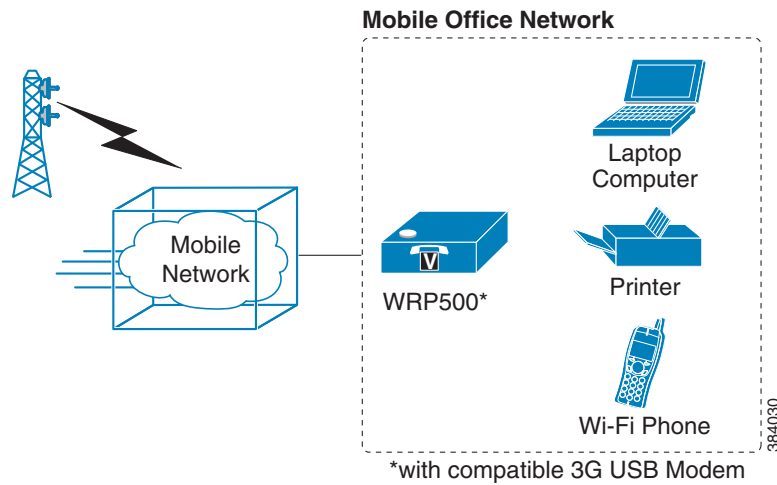 Mobile Office Network
Mobile
Network
WRP500*
V
Laptop
Computer
Printer
Wi-Fi Phone
384030
*with compatible 3G USB Modem